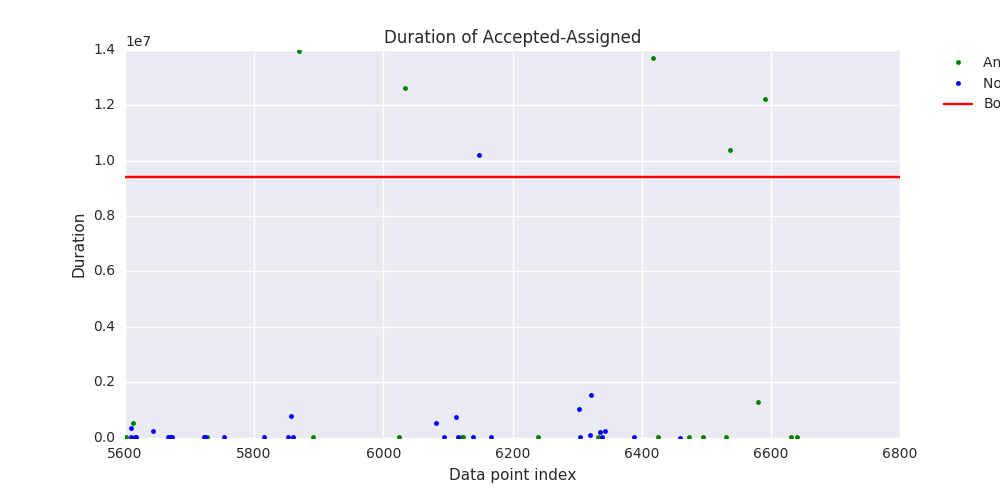 Duration of Accepted-Assigned
1e7
1.4
1.2
1.0
0.8
0.6
0.4
0.2
0.0
Duration
5600 5800 6000 6200 6400 6600 6800
Data point index
An
No
Bo